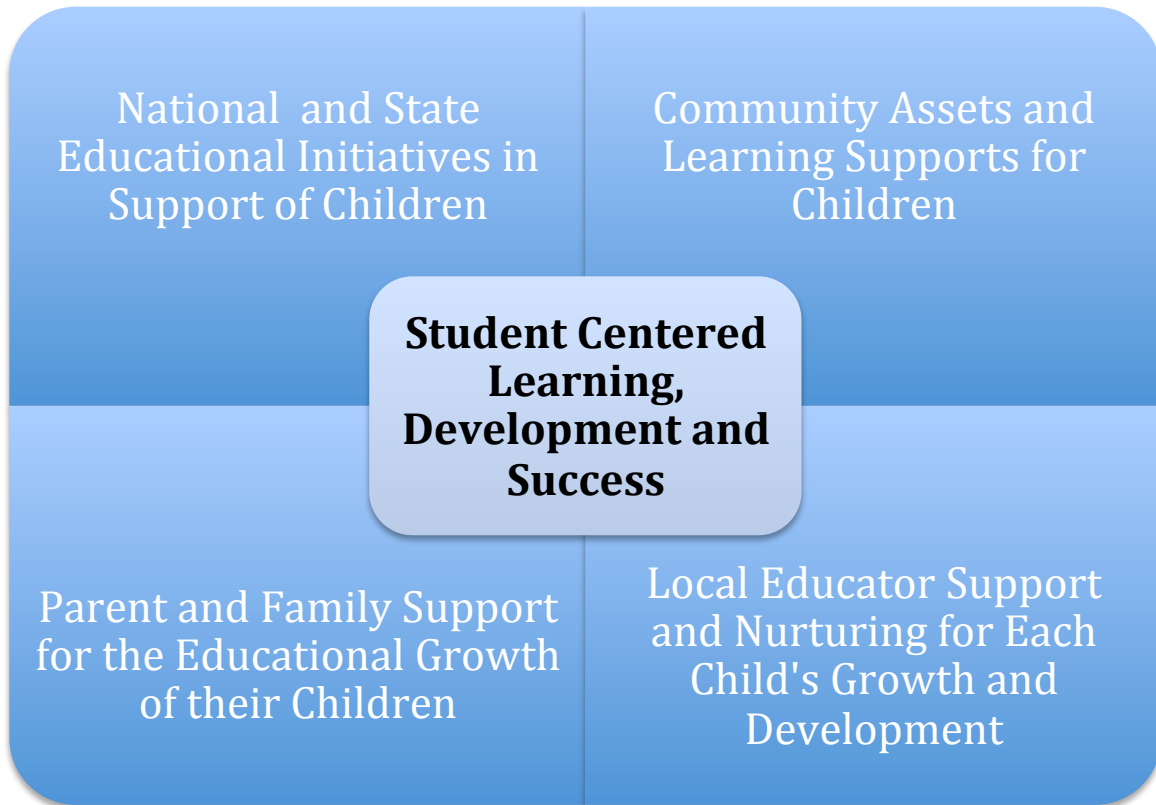 National  and State
Educational Initiatives in
Support of Children
Community Assets and
Learning Supports for
Children
Student Centered
Learning,
Development and
Success
Parent and Family Support
for the Educational Growth
of their Children
Local Educator Support
and Nurturing for Each
Child's Growth and
Development